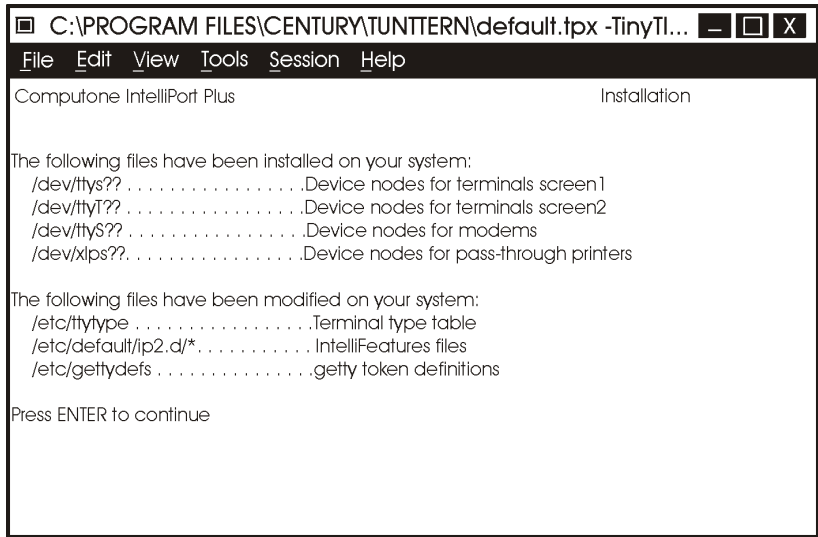 C:\PROGRAM FILES\CENTURY\TUNTTERN\default.tpx -TinyTI... X
File Edit View Tools Session Help
Computone IntelliPort Plus Installation
The following files have been installed on your system:
/dev/ttys?? . . . . . . . . . . . . . . . . . .Device nodes for terminals screen1
/dev/ttyT?? . . . . . . . . . . . . . . . . . .Device nodes for terminals screen2
/dev/ttyS?? . . . . . . . . . . . . . . . . . .Device nodes for modems
/dev/xlps??. . . . . . . . . . . . . . . . . .Device nodes for pass-through printers
The following files have been modified on your system:
/etc/ttytype . . . . . . . . . . . . . . . . . .Terminal type table
/etc/default/ip2.d/*. . . . . . . . . . . IntelliFeatures files
/etc/gettydefs . . . . . . . . . . . . . . . .getty token definitions
Press ENTER to continue